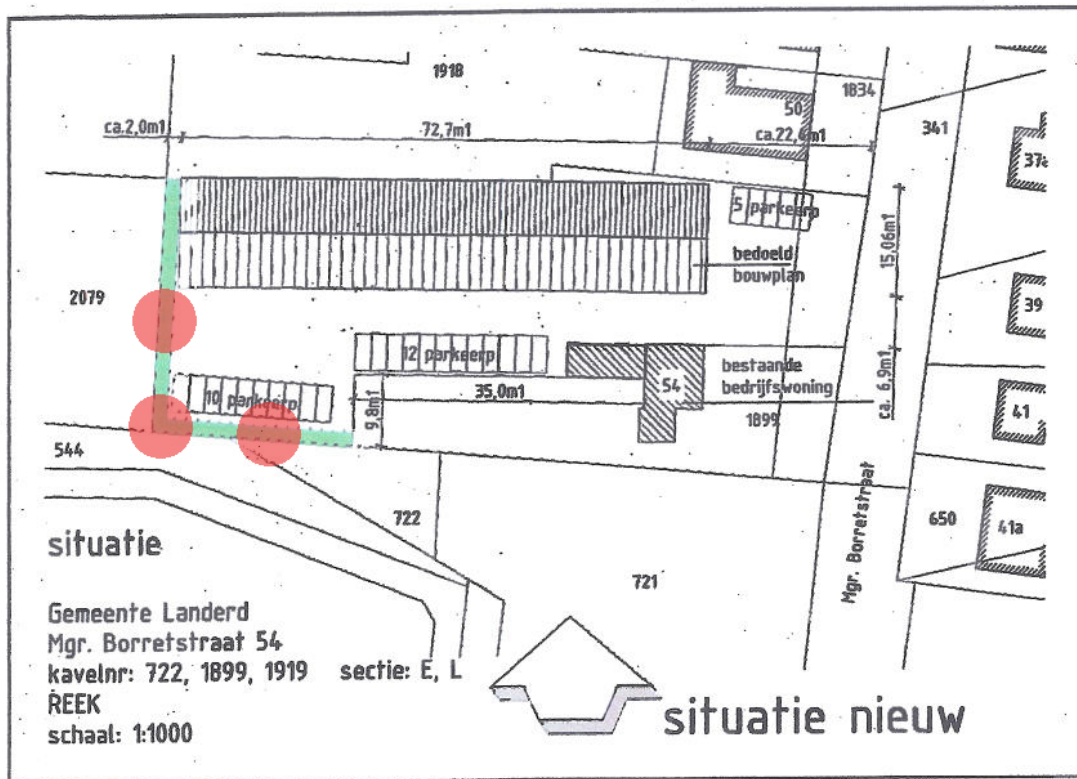 1918
1834
50
341
37a
ca.2,0m1
72,7m1
ca.22,4m1
5 parkeerp
15,06m1
bedoeld
bouwplan
2079
39
12 parkeerp
bestaande
bedrijfswoning
54
10 parkeerp
35,0m1
9,8m1
ca. 6,9m1
1899
41
544
722
721
Mgr. Borretstraat
650
41a
situatie
Gemeente Landerd
Mgr. Borretstraat 54
kavelnr: 722, 1899, 1919 sectie: E, L
REEK
schaal: 1:1000
situatie nieuw